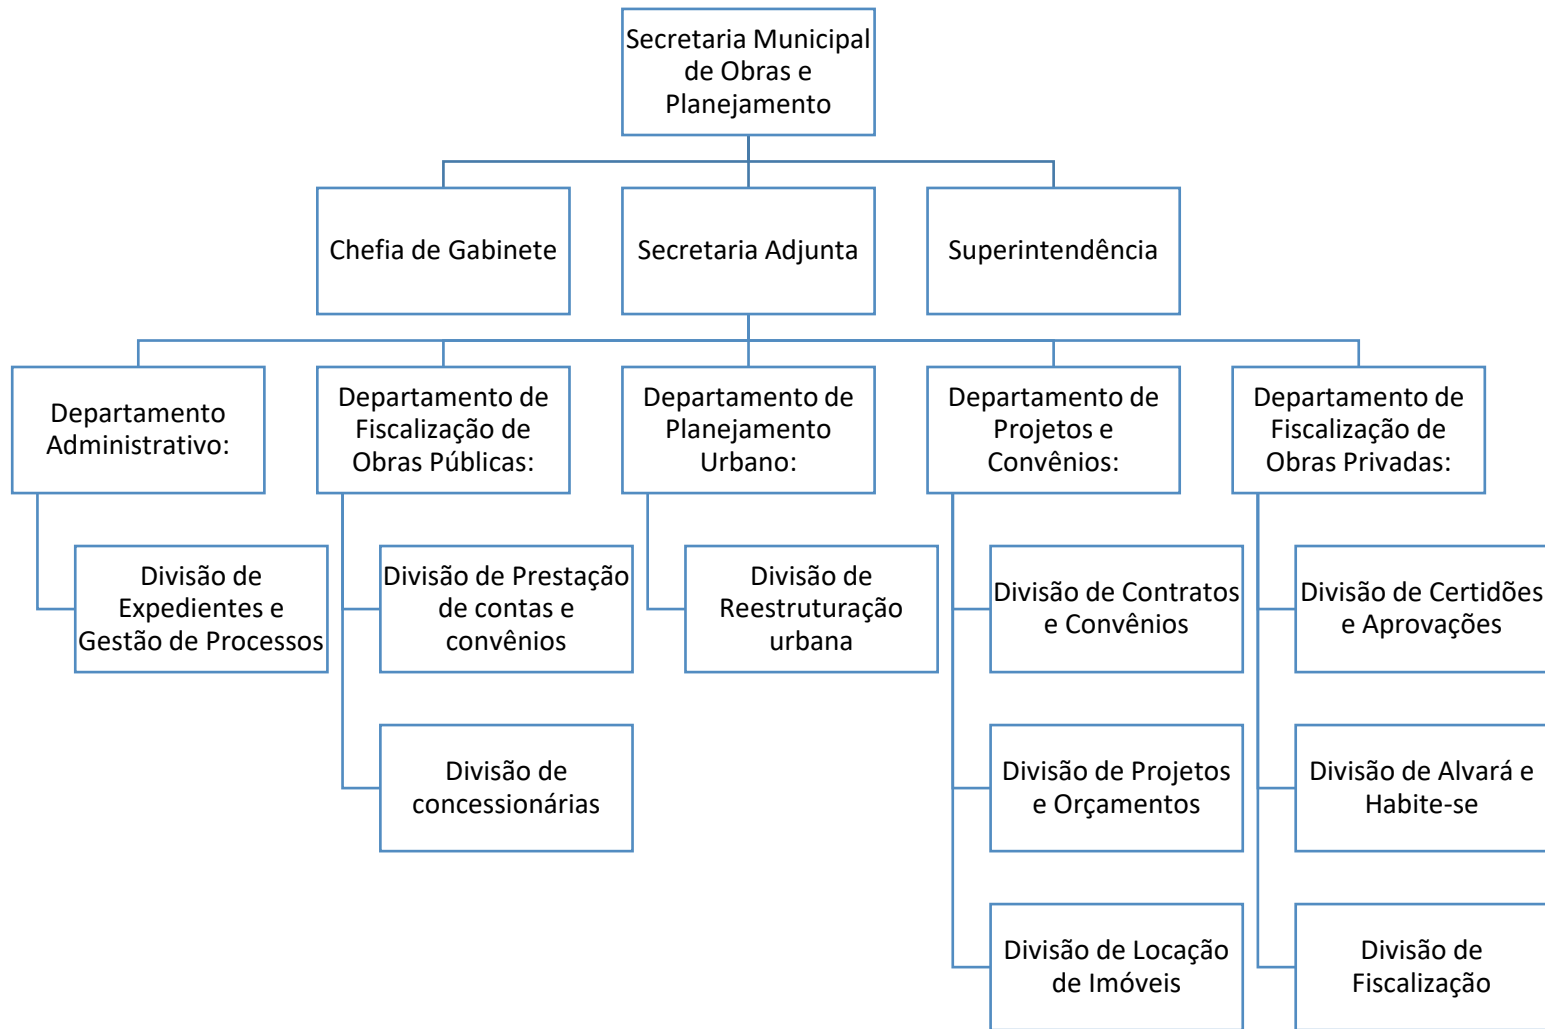 Secretaria Municipal
de Obras e
Planejamento
Chefia de Gabinete
Secretaria Adjunta
Superintendência
Departamento
Administrativo:
Departamento de
Fiscalização de
Obras Públicas:
Departamento de
Planejamento
Urbano:
Departamento de
Projetos e
Convênios:
Departamento de
Fiscalização de
Obras Privadas:
Divisão de
Expedientes e
Gestão de Processos
Divisão de Prestação
de contas e
convênios
Divisão de
Reestruturação
urbana
Divisão de Contratos
e Convênios
Divisão de Certidões
e Aprovações
Divisão de
concessionárias
Divisão de Projetos
e Orçamentos
Divisão de Alvará e
Habite-se
Divisão de Locação
de Imóveis
Divisão de
Fiscalização